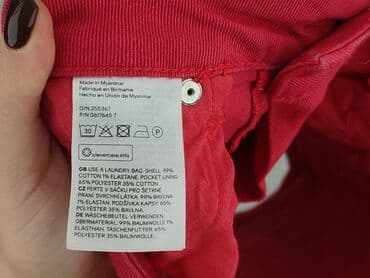 Made in Myanmar
Fabriqué en Birmanie
Hecho en Unión de Myanmar
O/N 255367
P/N 0617645 7
30
P
clevercare.info
GB USE A LAUNDRY BAG. SHELL 99%
COTTON 1% ELASTANE. POCKET LINING
65% POLYESTER 35% COTTON
CZ PERTE V SÁČKU PRO ŠETRNÉ
PRANÍ. SVRCHNÍ LÁTKA: 99% BAVLNA
1% ELASTAN PODŠÍVKA KAPSY 65%
POLYESTER 35% BAVLNA.
DE WÄSCHEBEUTEL VERWENDEN
OBERMATERIAL: 99% BAUMWOLLE 1%
ELASTHAN. TASCHENFUTTER: 65%
POLYESTER 35% BAUMWOLLE.